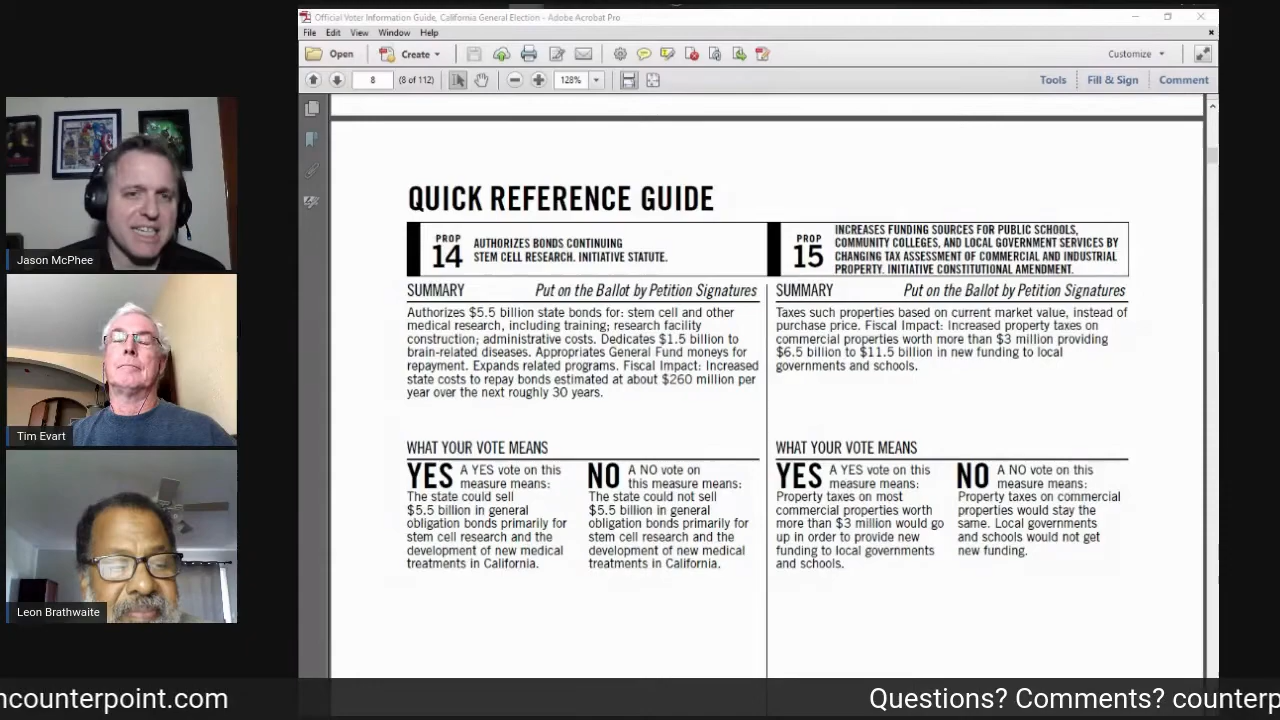 Official Voter Information Guide, California General Election - Adobe Acrobat Pro
File Edit View Window Help
Open Create Customize
8 (8 of 112) 128% Tools Fill & Sign Comment
Jason McPhee
Tim Evart
Leon Brathwaite
QUICK REFERENCE GUIDE
PROP
14
AUTHORIZES BONDS CONTINUING
STEM CELL RESEARCH. INITIATIVE STATUTE.
SUMMARY Put on the Ballot by Petition Signatures
Authorizes $5.5 billion state bonds for: stem cell and other
medical research, including training; research facility
construction; administrative costs. Dedicates $1.5 billion to
brain-related diseases. Appropriates General Fund moneys for
repayment. Expands related programs. Fiscal Impact: Increased
state costs to repay bonds estimated at about $260 million per
year over the next roughly 30 years.
WHAT YOUR VOTE MEANS
YES A YES vote on this
measure means:
The state could sell
$5.5 billion in general
obligation bonds primarily for
stem cell research and the
development of new medical
treatments in California.
NO A NO vote on
this measure means:
The state could not sell
$5.5 billion in general
obligation bonds primarily for
stem cell research and the
development of new medical
treatments in California.
PROP
15
INCREASES FUNDING SOURCES FOR PUBLIC SCHOOLS,
COMMUNITY COLLEGES, AND LOCAL GOVERNMENT SERVICES BY
CHANGING TAX ASSESSMENT OF COMMERCIAL AND INDUSTRIAL
PROPERTY. INITIATIVE CONSTITUTIONAL AMENDMENT.
SUMMARY Put on the Ballot by Petition Signatures
Taxes such properties based on current market value, instead of
purchase price. Fiscal Impact: Increased property taxes on
commercial properties worth more than $3 million providing
$6.5 billion to $11.5 billion in new funding to local
governments and schools.
WHAT YOUR VOTE MEANS
YES A YES vote on this
measure means:
Property taxes on most
commercial properties worth
more than $3 million would go
up in order to provide new
funding to local governments
and schools.
NO A NO vote on this
measure means:
Property taxes on commercial
properties would stay the
same. Local governments
and schools would not get
new funding.
ncounterpoint.com Questions? Comments? counterp